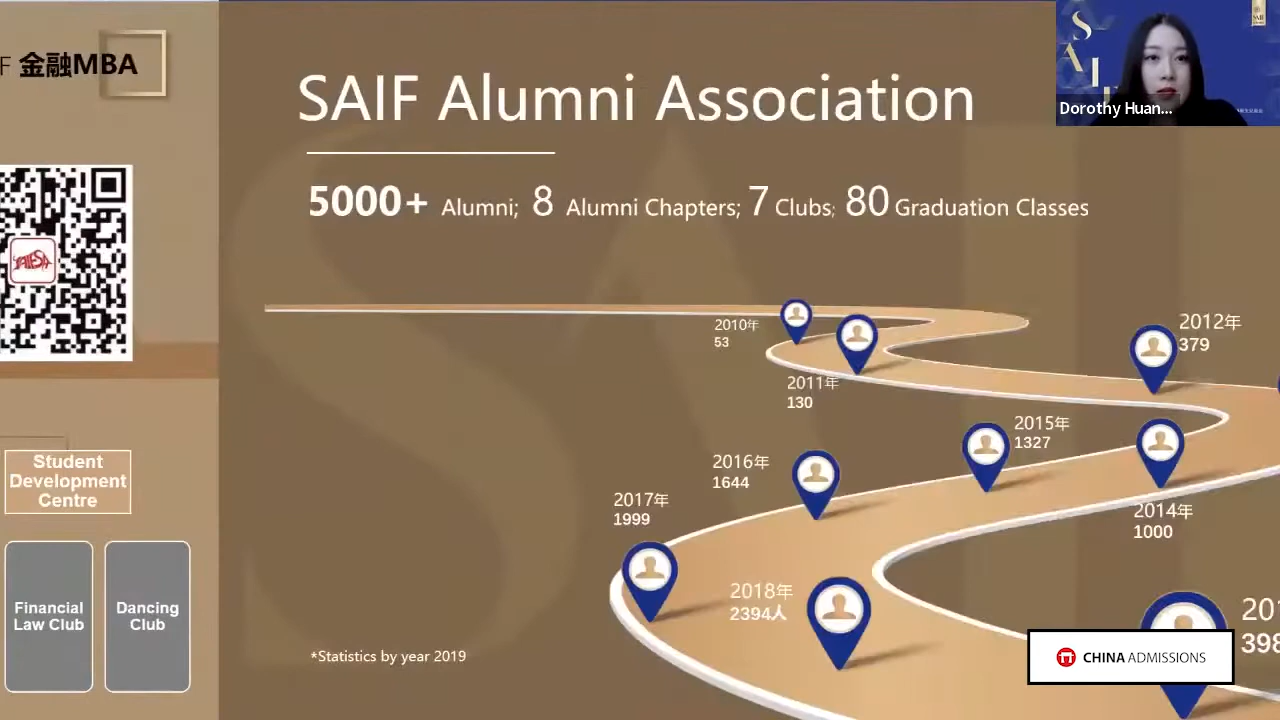 F 金融MBA
SAIF Alumni Association
5000+ Alumni; 8 Alumni Chapters; 7 Clubs; 80 Graduation Classes
S
A
I
Dorothy Huan...
2010年
53
2011年
130
2012年
379
2015年
1327
2014年
1000
2016年
1644
2017年
1999
2018年
2394人
201
398
Student
Development
Centre
Financial
Law Club
Dancing
Club
*Statistics by year 2019
CHINA ADMISSIONS